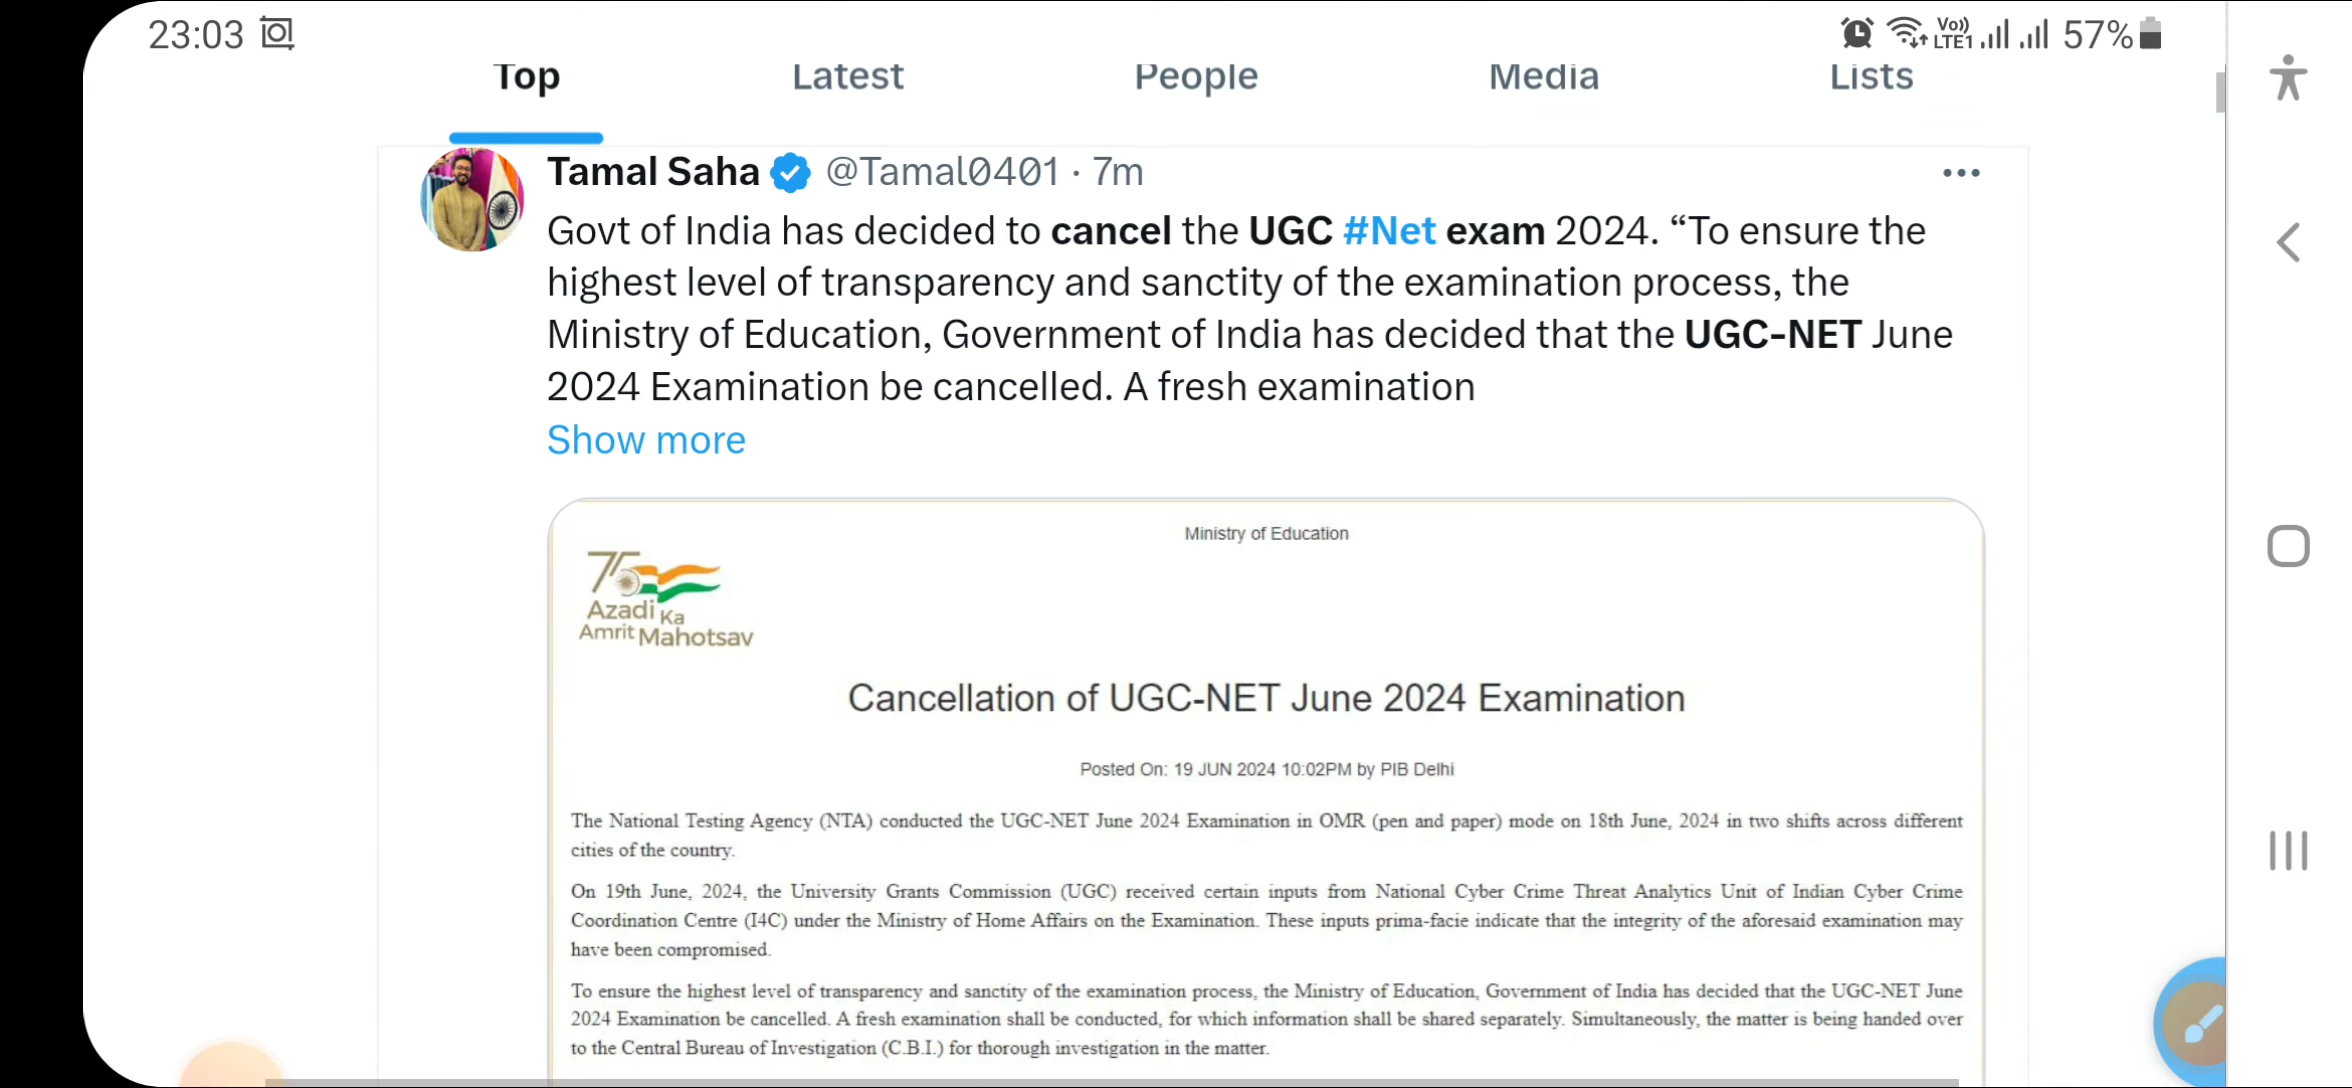 23:03 Vo)) LTE1 57%
Top Latest People Media Lists
Tamal Saha @Tamal0401 · 7m
Govt of India has decided to cancel the UGC #Net exam 2024. “To ensure the
highest level of transparency and sanctity of the examination process, the
Ministry of Education, Government of India has decided that the UGC-NET June
2024 Examination be cancelled. A fresh examination
Show more
Ministry of Education
75
Azadi Ka
Amrit Mahotsav
Cancellation of UGC-NET June 2024 Examination
Posted On: 19 JUN 2024 10:02PM by PIB Delhi
The National Testing Agency (NTA) conducted the UGC-NET June 2024 Examination in OMR (pen and paper) mode on 18th June, 2024 in two shifts across different
cities of the country.
On 19th June, 2024, the University Grants Commission (UGC) received certain inputs from National Cyber Crime Threat Analytics Unit of Indian Cyber Crime
Coordination Centre (I4C) under the Ministry of Home Affairs on the Examination. These inputs prima-facie indicate that the integrity of the aforesaid examination may
have been compromised.
To ensure the highest level of transparency and sanctity of the examination process, the Ministry of Education, Government of India has decided that the UGC-NET June
2024 Examination be cancelled. A fresh examination shall be conducted, for which information shall be shared separately. Simultaneously, the matter is being handed over
to the Central Bureau of Investigation (C.B.I.) for thorough investigation in the matter.